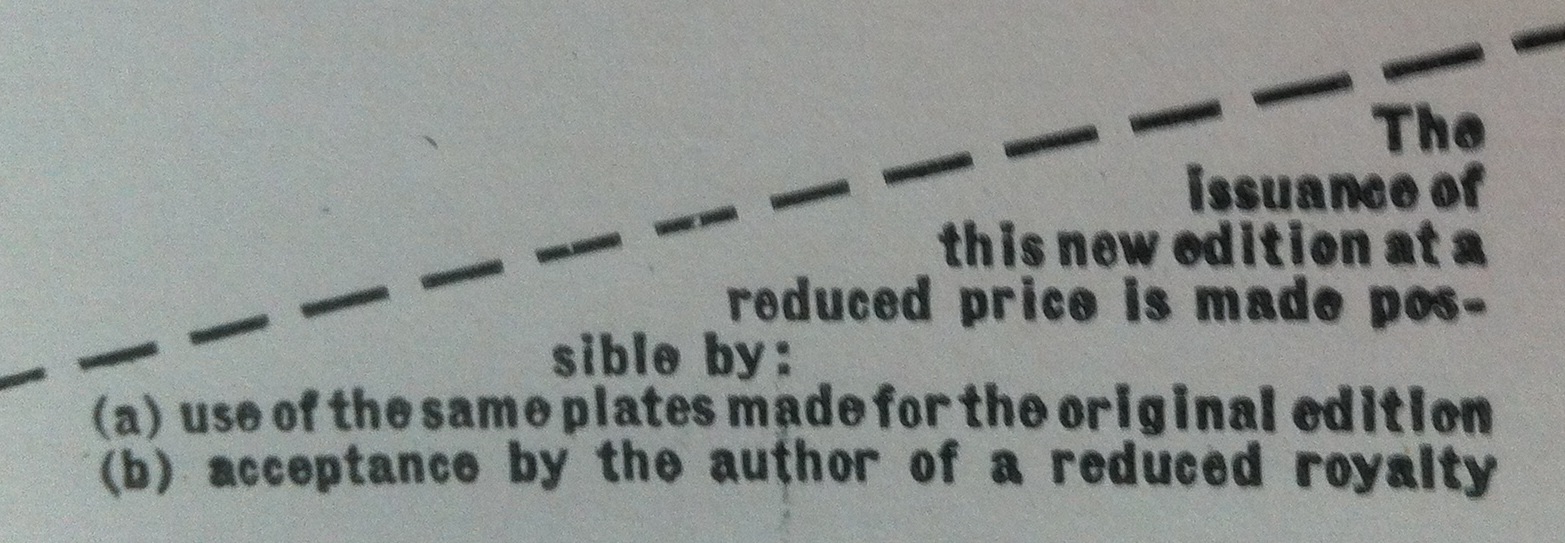 The
issuance of
this new edition at a
reduced price is made pos-
sible by:
(a) use of the same plates made for the original edition
(b) acceptance by the author of a reduced royalty